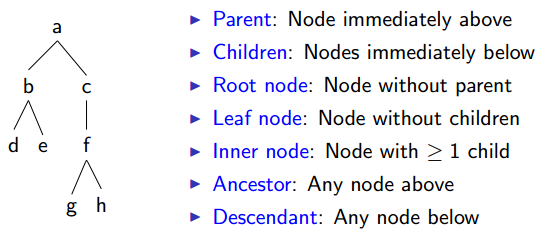 a
b c
d e f
g h
▶ Parent: Node immediately above
▶ Children: Nodes immediately below
▶ Root node: Node without parent
▶ Leaf node: Node without children
▶ Inner node: Node with ≥ 1 child
▶ Ancestor: Any node above
▶ Descendant: Any node below